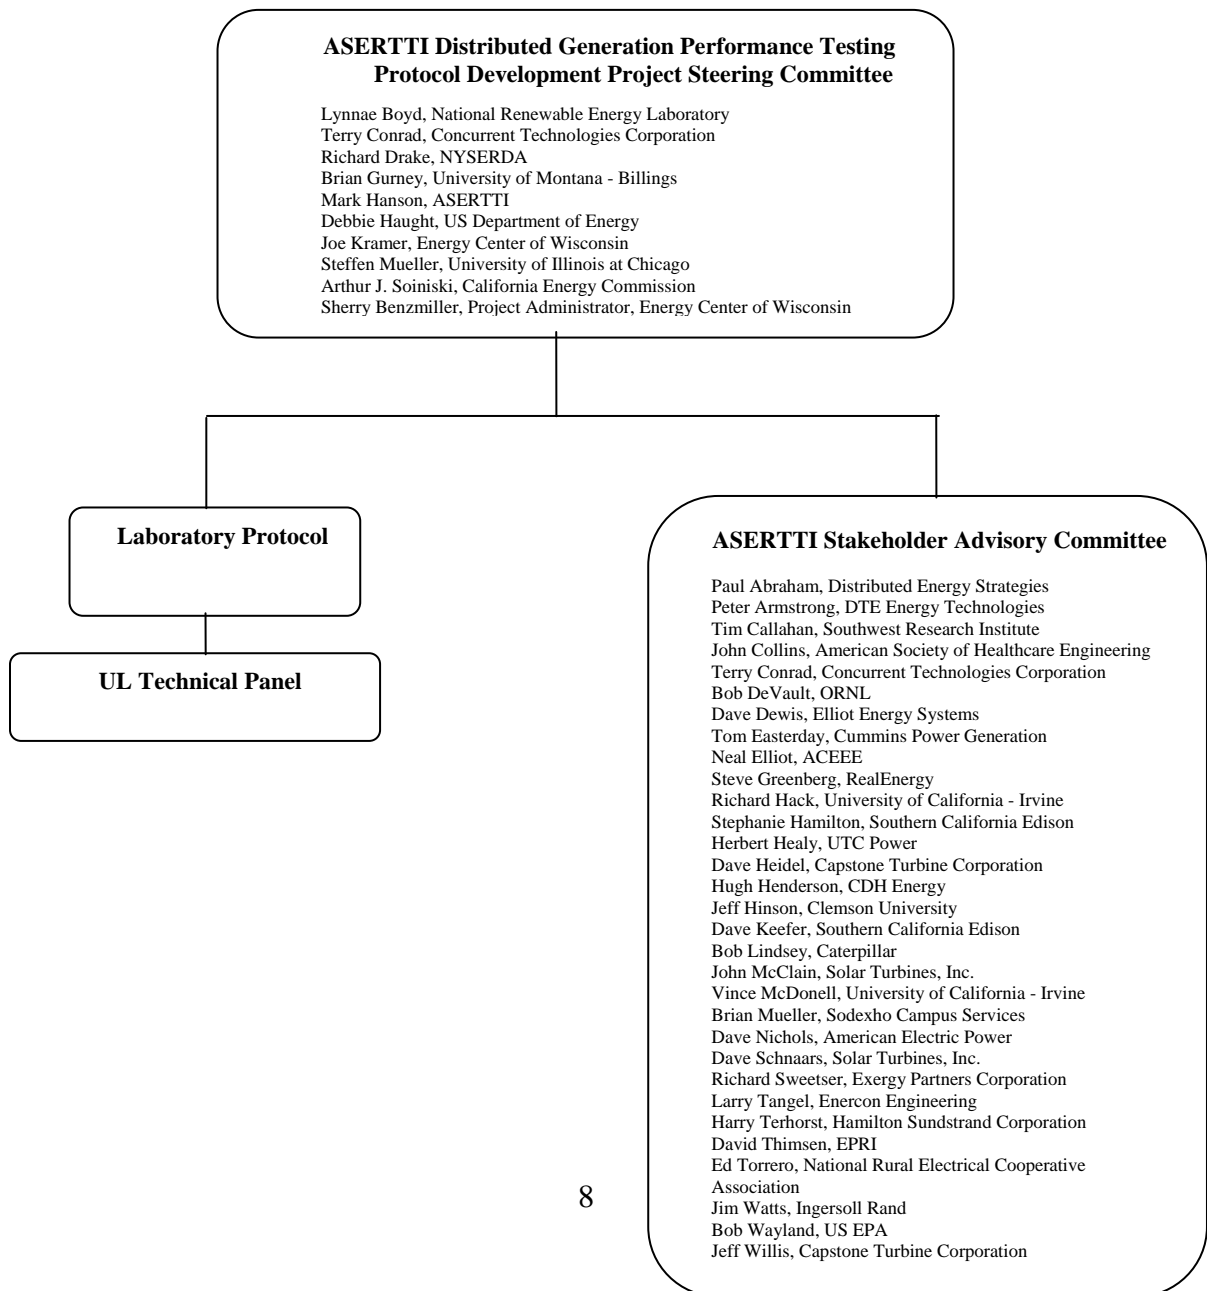 ASERTTI Distributed Generation Performance Testing
Protocol Development Project Steering Committee
Lynnae Boyd, National Renewable Energy Laboratory
Terry Conrad, Concurrent Technologies Corporation
Richard Drake, NYSERDA
Brian Gurney, University of Montana - Billings
Mark Hanson, ASERTTI
Debbie Haught, US Department of Energy
Joe Kramer, Energy Center of Wisconsin
Steffen Mueller, University of Illinois at Chicago
Arthur J. Soiniski, California Energy Commission
Sherry Benzmiller, Project Administrator, Energy Center of Wisconsin
Laboratory Protocol
UL Technical Panel
ASERTTI Stakeholder Advisory Committee
Paul Abraham, Distributed Energy Strategies
Peter Armstrong, DTE Energy Technologies
Tim Callahan, Southwest Research Institute
John Collins, American Society of Healthcare Engineering
Terry Conrad, Concurrent Technologies Corporation
Bob DeVault, ORNL
Dave Dewis, Elliot Energy Systems
Tom Easterday, Cummins Power Generation
Neal Elliot, ACEEE
Steve Greenberg, RealEnergy
Richard Hack, University of California - Irvine
Stephanie Hamilton, Southern California Edison
Herbert Healy, UTC Power
Dave Heidel, Capstone Turbine Corporation
Hugh Henderson, CDH Energy
Jeff Hinson, Clemson University
Dave Keefer, Southern California Edison
Bob Lindsey, Caterpillar
John McClain, Solar Turbines, Inc.
Vince McDonell, University of California - Irvine
Brian Mueller, Sodexho Campus Services
Dave Nichols, American Electric Power
Dave Schnaars, Solar Turbines, Inc.
Richard Sweetser, Exergy Partners Corporation
Larry Tangel, Enercon Engineering
Harry Terhorst, Hamilton Sundstrand Corporation
David Thimsen, EPRI
Ed Torrero, National Rural Electrical Cooperative
Association
Jim Watts, Ingersoll Rand
Bob Wayland, US EPA
Jeff Willis, Capstone Turbine Corporation
8